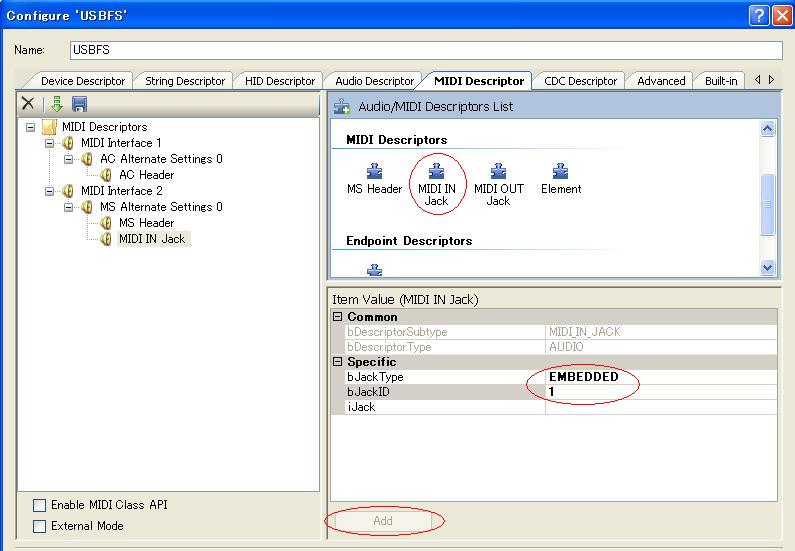 Configure 'USBFS'
Name: USBFS
Device Descriptor String Descriptor HID Descriptor Audio Descriptor MIDI Descriptor CDC Descriptor Advanced Built-in
MIDI Descriptors
MIDI Interface 1
AC Alternate Settings 0
AC Header
MIDI Interface 2
MS Alternate Settings 0
MS Header
MIDI IN Jack
Enable MIDI Class API
External Mode
Audio/MIDI Descriptors List
MIDI Descriptors
MS Header
MIDI IN
Jack
MIDI OUT
Jack
Element
Endpoint Descriptors
Item Value (MIDI IN Jack)
Common
bDescriptorSubtype MIDI_IN_JACK
bDescriptorType AUDIO
Specific
bJackType EMBEDDED
bJackID 1
iJack
Add